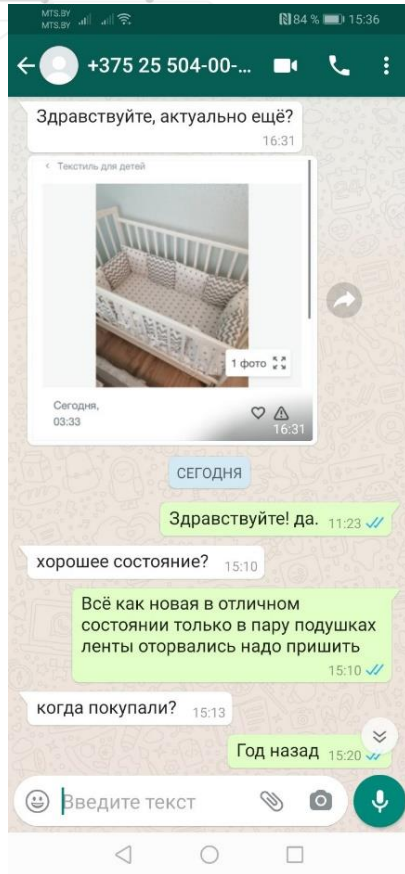 MTS.BY
MTS.BY
84 % 15:36
+375 25 504-00-...
Здравствуйте, актуально ещё?
16:31
< Текстиль для детей
1 фото
Сегодня,
03:33
16:31
СЕГОДНЯ
Здравствуйте! да. 11:23
хорошее состояние? 15:10
Всё как новая в отличном
состоянии только в пару подушках
ленты оторвались надо пришить
15:10
когда покупали? 15:13
Год назад 15:20
Введите текст